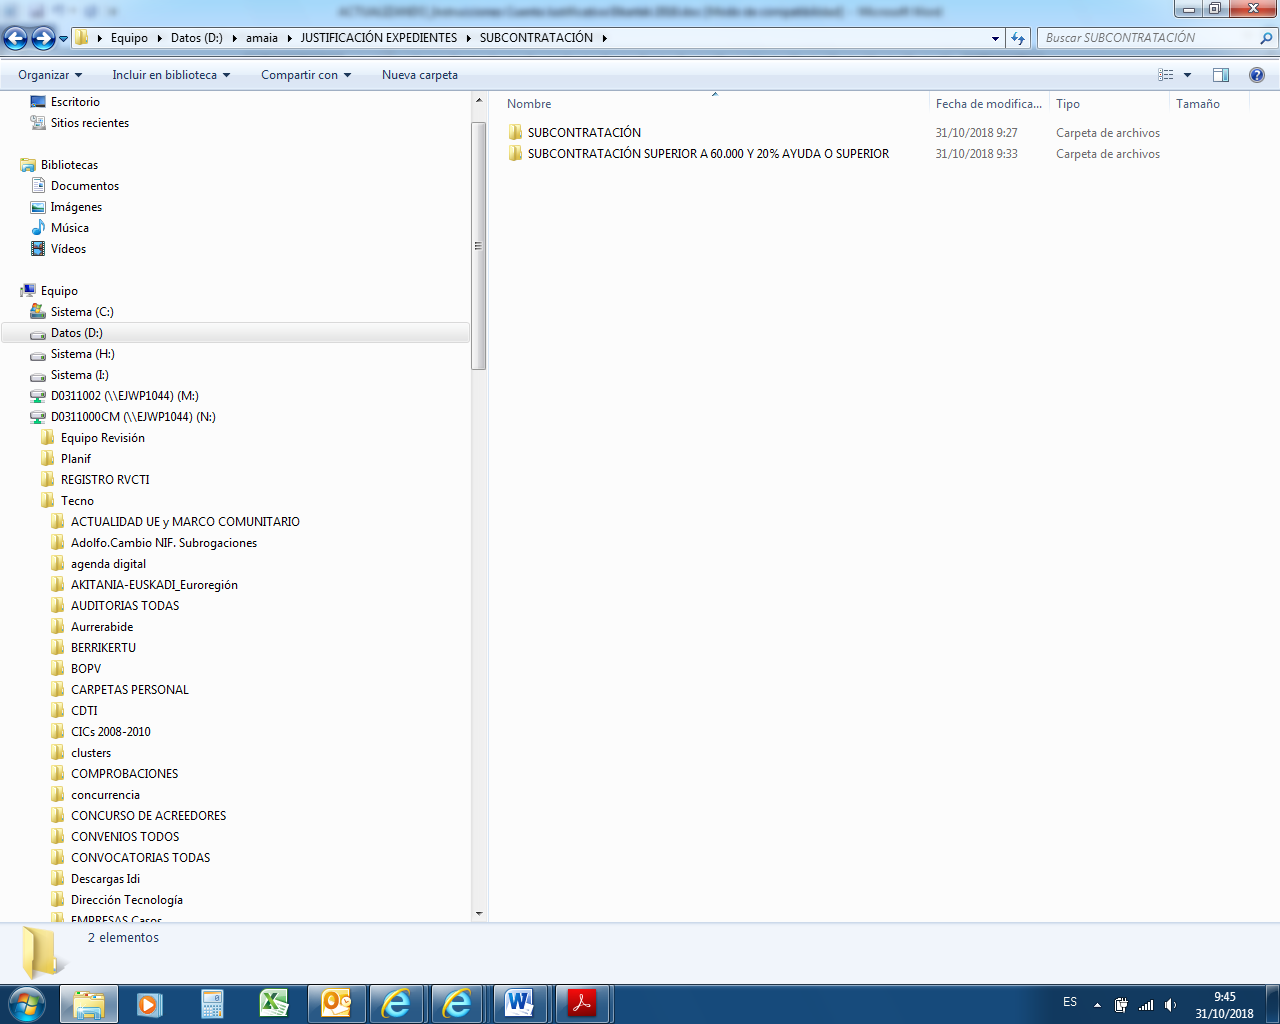 Equipo Datos (D:) amaia JUSTIFICACIÓN EXPEDIENTES SUBCONTRATACIÓN
Buscar SUBCONTRATACIÓN
Organizar Incluir en biblioteca Compartir con Nueva carpeta
Escritorio
Sitios recientes
Bibliotecas
Documentos
Imágenes
Música
Vídeos
Equipo
Sistema (C:)
Datos (D:)
Sistema (H:)
Sistema (I:)
D0311002 (\\EJWP1044) (M:)
D0311000CM (\\EJWP1044) (N:)
Equipo Revisión
Planif
REGISTRO RVCTI
Tecno
ACTUALIDAD UE y MARCO COMUNITARIO
Adolfo.Cambio NIF. Subrogaciones
agenda digital
AKITANIA-EUSKADI_Euroregión
AUDITORIAS TODAS
Aurrerabide
BERRIKERTU
BOPV
CARPETAS PERSONAL
CDTI
CICs 2008-2010
clusters
COMPROBACIONES
concurrencia
CONCURSO DE ACREEDORES
CONVENIOS TODOS
CONVOCATORIAS TODAS
Descargas Idi
Dirección Tecnología
EMPRESAS Casos
Nombre Fecha de modifica... Tipo Tamaño
SUBCONTRATACIÓN 31/10/2018 9:27 Carpeta de archivos
SUBCONTRATACIÓN SUPERIOR A 60.000 Y 20% AYUDA O SUPERIOR 31/10/2018 9:33 Carpeta de archivos
2 elementos
ES
9:45
31/10/2018